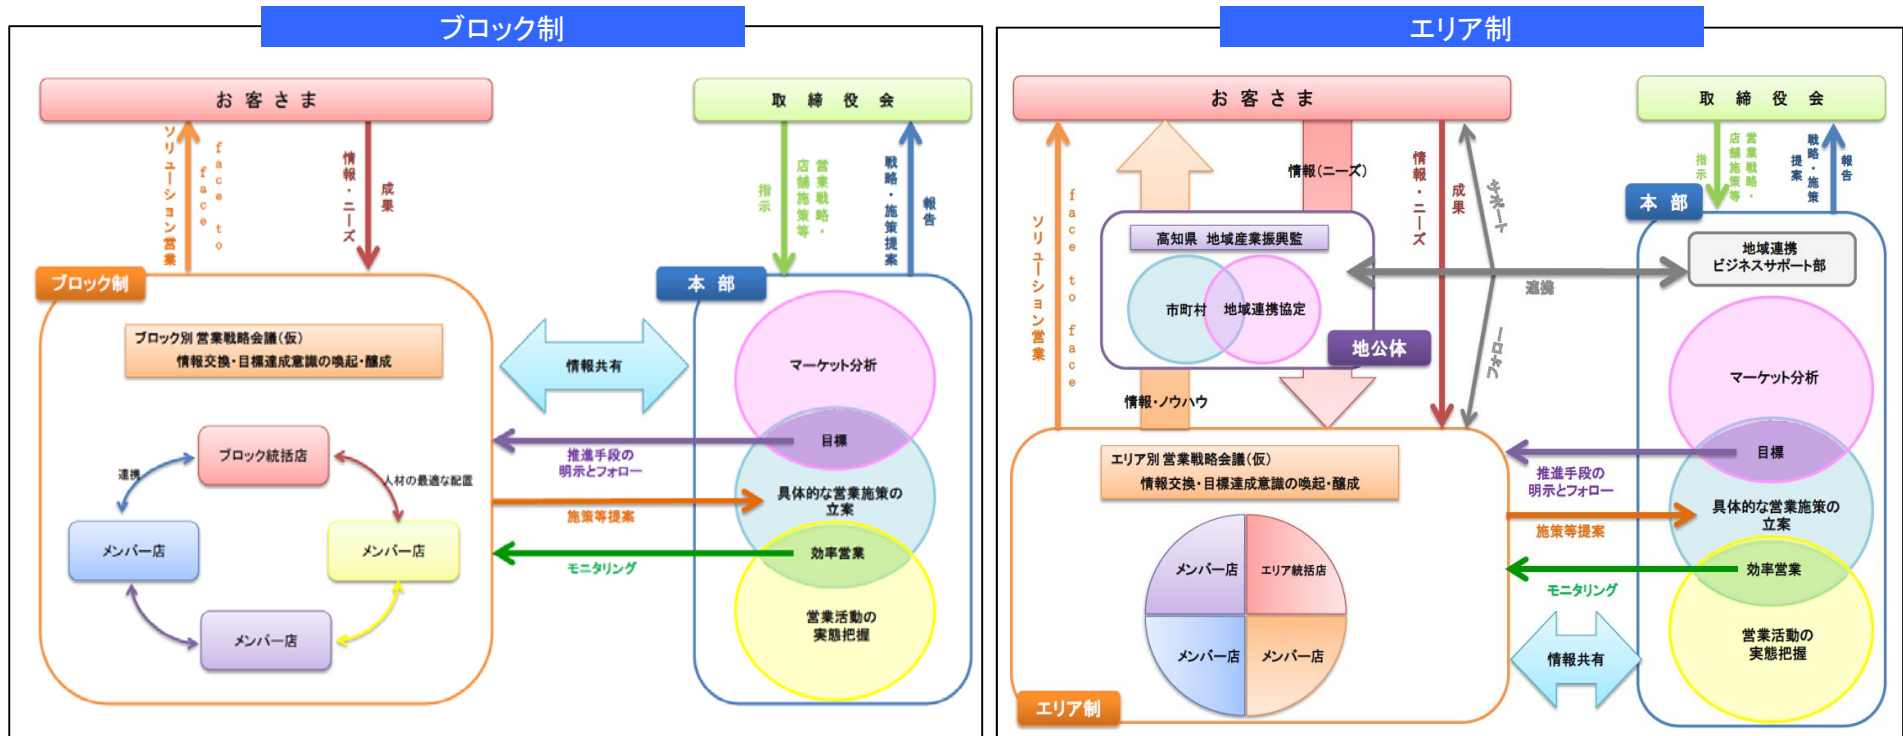 ブロック制
お客さま
取締役会
ソリューション営業
face to
face
情報・ニーズ
成果
指示
営業戦略・
店舗施策等
戦略・施策提案
報告
ブロック制
本部
ブロック別 営業戦略会議(仮)
情報交換・目標達成意識の喚起・醸成
情報共有
マーケット分析
目標
推進手段の
明示とフォロー
具体的な営業施策の
立案
施策等提案
効率営業
モニタリング
営業活動の
実態把握
ブロック統括店
連携
人材の最適な配置
メンバー店
メンバー店
メンバー店
エリア制
お客さま
取締役会
ソリューション営業
face to face
情報(ニーズ)
情報・ニーズ
成果
サポート
フォロー
指示
営業戦略・
店舗施策等
戦略・施策
提案
報告
本部
高知県 地域産業振興監
市町村
地域連携協定
地公体
連携
地域連携
ビジネスサポート部
情報・ノウハウ
マーケット分析
エリア別 営業戦略会議(仮)
情報交換・目標達成意識の喚起・醸成
目標
推進手段の
明示とフォロー
具体的な営業施策の
立案
施策等提案
効率営業
モニタリング
メンバー店
エリア統括店
メンバー店
メンバー店
情報共有
営業活動の
実態把握
エリア制